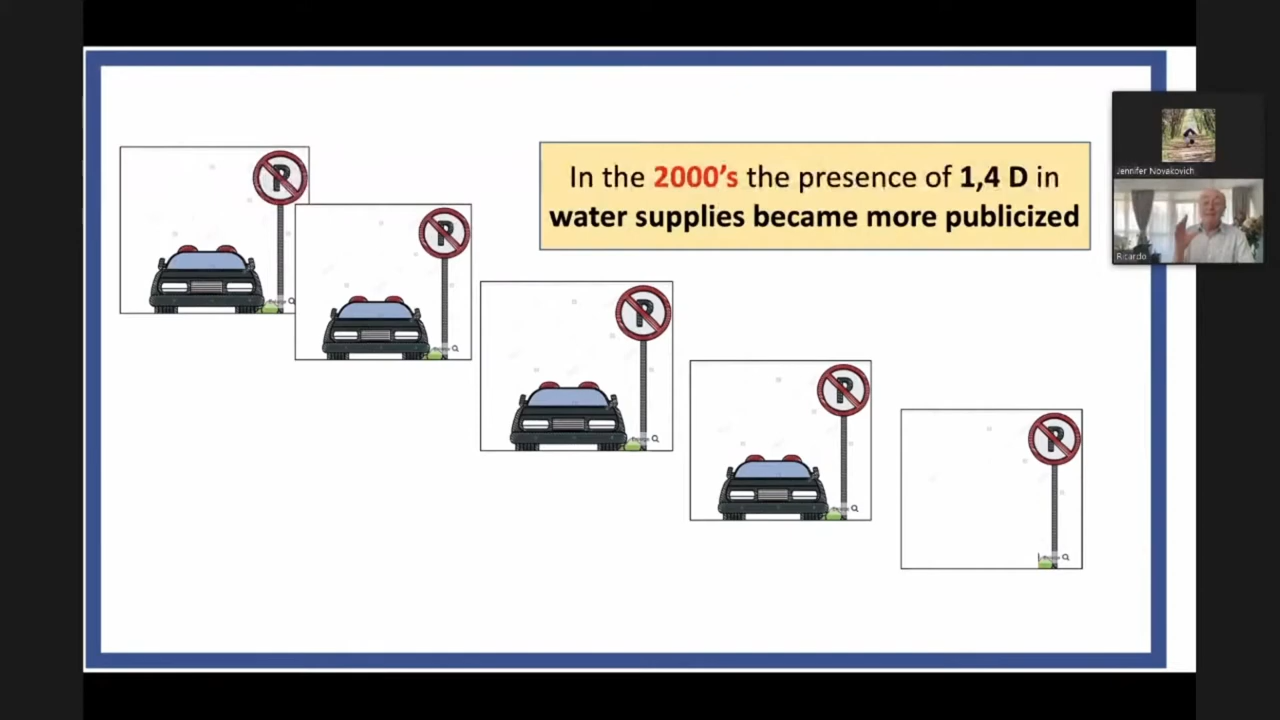 In the 2000's the presence of 1,4 D in
water supplies became more publicized
P
P
P
P
P
Jennifer Novakovich
Ricardo